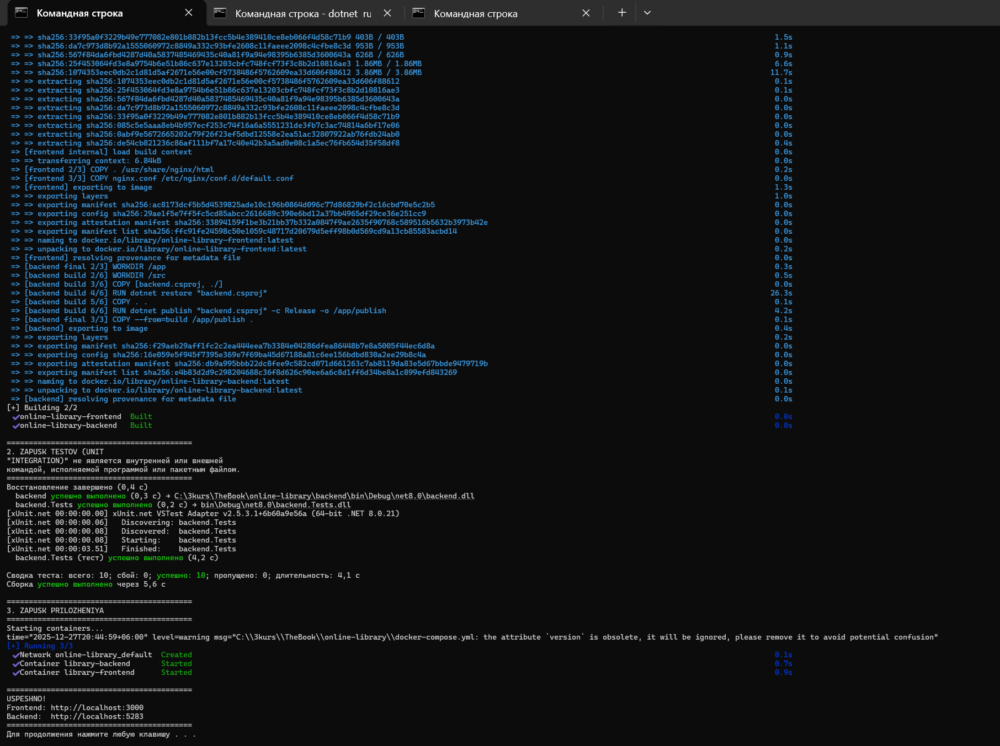 Командная строка
Командная строка - dotnet ru
Командная строка
=> => sha256:33f95a0f3229b49e777082e801b882b13fcc5b4e389410ce8eb066f4d58c71b9 403B / 403B 1.5s
=> => sha256:da7c973d8b92a1555060972c8849a332c93bfe2608c11faeee2098c4cfbe8c3d 953B / 953B 1.1s
=> => sha256:567f84da6fbd4287d40a5837485469435c40a81f9a94e98395b6385d3600643a 626B / 626B 0.9s
=> => sha256:25f453064fd3e8a9754b6e51b86c637e13203cbfc748fcf73f3c8b2d10816ae3 1.86MB / 1.86MB 6.6s
=> => sha256:1074353eec0db2c1d81d5af2671e56e00cf5738486f5762609ea33d606f88612 3.86MB / 3.86MB 11.7s
=> => extracting sha256:1074353eec0db2c1d81d5af2671e56e00cf5738486f5762609ea33d606f88612 0.1s
=> => extracting sha256:25f453064fd3e8a9754b6e51b86c637e13203cbfc748fcf73f3c8b2d10816ae3 0.1s
=> => extracting sha256:567f84da6fbd4287d40a5837485469435c40a81f9a94e98395b6385d3600643a 0.0s
=> => extracting sha256:da7c973d8b92a1555060972c8849a332c93bfe2608c11faeee2098c4cfbe8c3d 0.0s
=> => extracting sha256:33f95a0f3229b49e777082e801b882b13fcc5b4e389410ce8eb066f4d58c71b9 0.0s
=> => extracting sha256:085c5e5aaa8eb4b957ecf253c74f16a6a5551231de3fb7c3ac74814a6bf17e06 0.0s
=> => extracting sha256:0abf9e5672665202e79f26f23ef5dbd12558e2ea51ac32807922ab76fdb24ab0 0.0s
=> => extracting sha256:de54cb821236c86af111bf7a17c40e42b3a5ad0e08c1a5ec76fb654d35f58df8 0.4s
=> [frontend internal] load build context 0.0s
=> => transferring context: 6.84kB 0.0s
=> [frontend 2/3] COPY . /usr/share/nginx/html 0.2s
=> [frontend 3/3] COPY nginx.conf /etc/nginx/conf.d/default.conf 0.0s
=> [frontend] exporting to image 1.3s
=> => exporting layers 1.0s
=> => exporting manifest sha256:ac8173dcf5b5d4539825ade10c196b0864d096c77d86829bf2c16cbd70e5c2b5 0.0s
=> => exporting config sha256:29ae1f5e7ff5fc5cd85abcc2616689c390e6bd12a37bb4965df29ce36e251cc9 0.0s
=> => exporting attestation manifest sha256:33894159f1be3b21bb37b332a0847f9ae2635f90768c589516b5632b3973b42e 0.0s
=> => exporting manifest list sha256:ffc91fe24598c50e1059c48717d20679d5eff98b0d569cd9a13cb85583acbd14 0.0s
=> => naming to docker.io/library/online-library-frontend:latest 0.0s
=> => unpacking to docker.io/library/online-library-frontend:latest 0.2s
=> [frontend] resolving provenance for metadata file 0.0s
=> [backend final 2/3] WORKDIR /app 0.3s
=> [backend build 2/6] WORKDIR /src 0.5s
=> [backend build 3/6] COPY [backend.csproj, ./] 0.0s
=> [backend build 4/6] RUN dotnet restore "backend.csproj" 26.3s
=> [backend build 5/6] COPY . . 0.1s
=> [backend build 6/6] RUN dotnet publish "backend.csproj" -c Release -o /app/publish 4.2s
=> [backend final 3/3] COPY --from=build /app/publish . 0.1s
=> [backend] exporting to image 0.4s
=> => exporting layers 0.2s
=> => exporting manifest sha256:f29aeb29aff1fc2c2ea444eea7b3384e04286dfea86448b7e8a5005f44ec6d8a 0.0s
=> => exporting config sha256:16e059e5f945f7395e369e7f69ba45d67188a81c6ee156bdbd830a2ee29b8c4a 0.0s
=> => exporting attestation manifest sha256:db9a995bbb22dc8fee9c582cd071d661263c7ab8119da83e5d67bbde9479719b 0.0s
=> => exporting manifest list sha256:e4b83d2d9c298204688c36f8d626c90ee6a6c8d1ff6d34be8a1c899efd843269 0.0s
=> => naming to docker.io/library/online-library-backend:latest 0.0s
=> => unpacking to docker.io/library/online-library-backend:latest 0.1s
=> [backend] resolving provenance for metadata file 0.0s
[+] Building 2/2
✔online-library-frontend Built 0.0s
✔online-library-backend Built 0.0s
==========================================
2. ZAPUSK TESTOV (UNIT
"INTEGRATION)" не является внутренней или внешней
командой, исполняемой программой или пакетным файлом.
==========================================
Восстановление завершено (0,4 с)
backend успешно выполнено (0,3 с) → C:\3kurs\TheBook\online-library\backend\bin\Debug\net8.0\backend.dll
backend.Tests успешно выполнено (0,2 с) → bin\Debug\net8.0\backend.Tests.dll
[xUnit.net 00:00:00.00] xUnit.net VSTest Adapter v2.5.3.1+6b60a9e56a (64-bit .NET 8.0.21)
[xUnit.net 00:00:00.06] Discovering: backend.Tests
[xUnit.net 00:00:00.08] Discovered: backend.Tests
[xUnit.net 00:00:00.08] Starting: backend.Tests
[xUnit.net 00:00:03.51] Finished: backend.Tests
backend.Tests (тест) успешно выполнено (4,2 с)
Сводка теста: всего: 10; сбой: 0; успешно: 10; пропущено: 0; длительность: 4,1 с
Сборка успешно выполнено через 5,6 с
==========================================
3. ZAPUSK PRILOZHENIYA
==========================================
Starting containers...
time="2025-12-27T20:44:59+06:00" level=warning msg="C:\\3kurs\\TheBook\\online-library\\docker-compose.yml: the attribute `version` is obsolete, it will be ignored, please remove it to avoid potential confusion"
[+] Running 3/3
✔Network online-library_default Created 0.1s
✔Container library-backend Started 0.7s
✔Container library-frontend Started 0.9s
==========================================
USPESHNO!
Frontend: http://localhost:3000
Backend: http://localhost:5283
==========================================
Для продолжения нажмите любую клавишу . . .